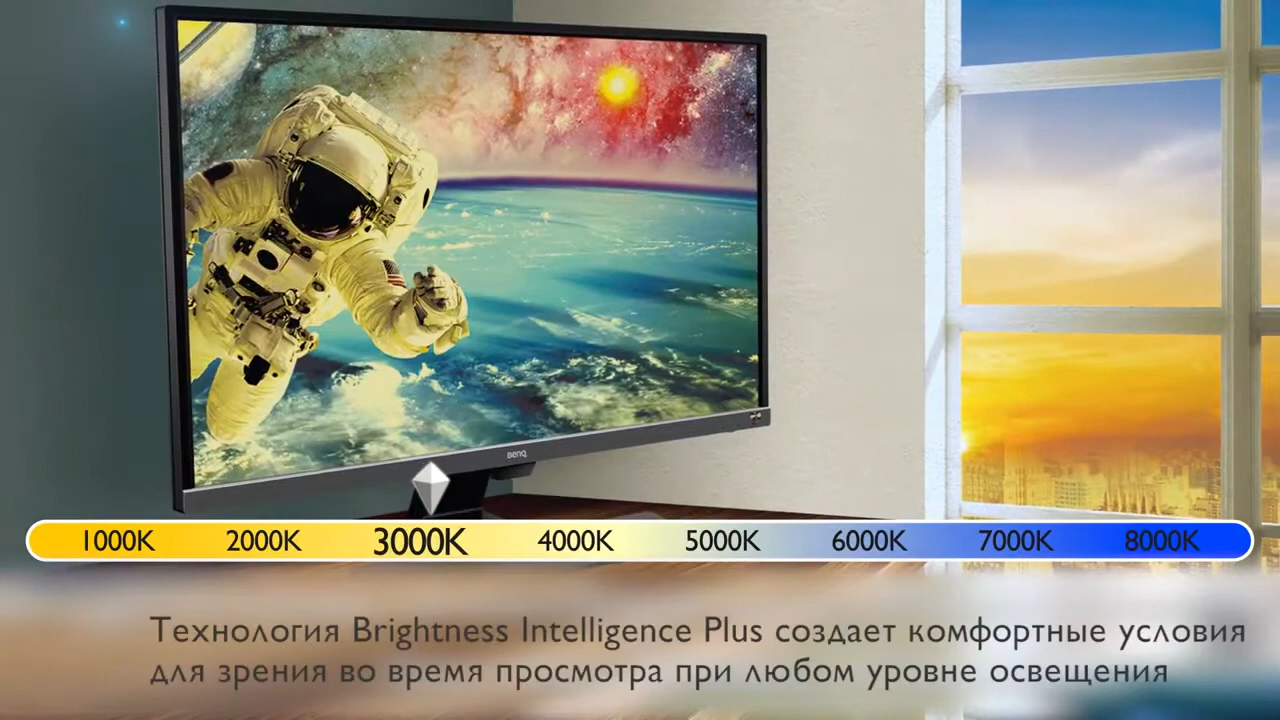 BenQ
1000K 2000K 3000K 4000K 5000K 6000K 7000K 8000K
Технология Brightness Intelligence Plus создает комфортные условия
для зрения во время просмотра при любом уровне освещения